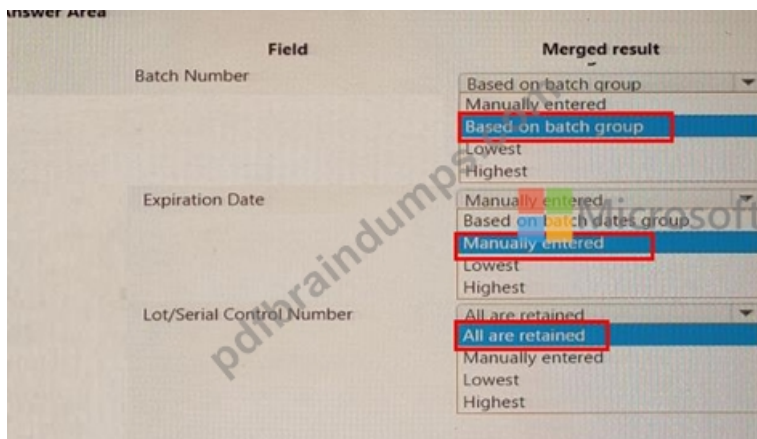 Answer Area
Field Merged result
Batch Number
Based on batch group
Manually entered
Based on batch group
Lowest
Highest
Expiration Date
Manually entered
Based on batch dates group
Manually entered
Lowest
Highest
Lot/Serial Control Number
All are retained
All are retained
Manually entered
Lowest
Highest
Microsoft
pdfbraindumps.com